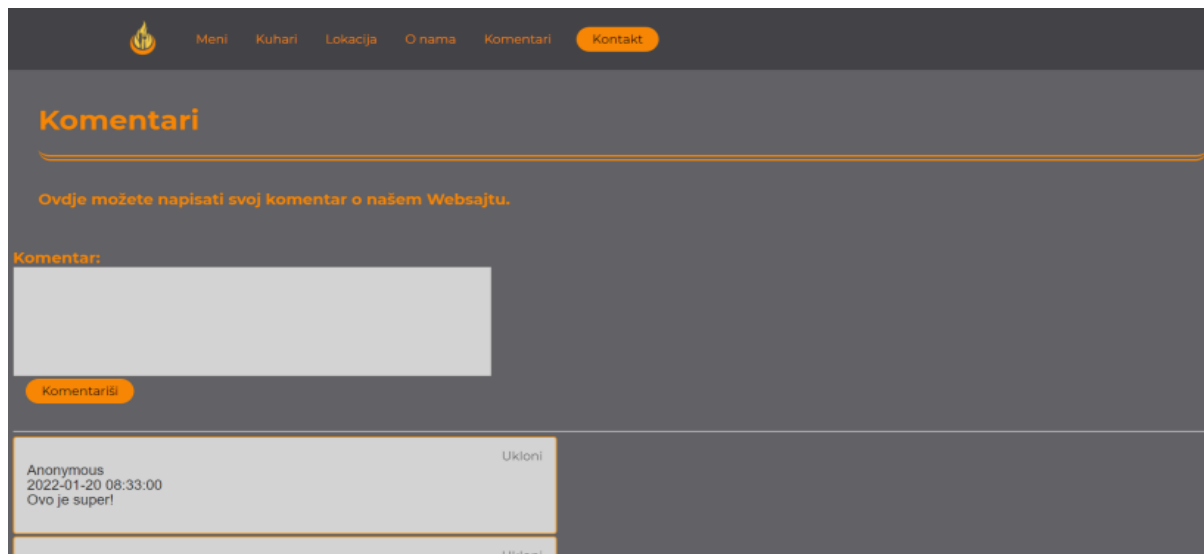 Meni Kuhari Lokacija O nama Komentari Kontakt
Komentari
Ovdje možete napisati svoj komentar o našem Websajtu.
Komentar:
Komentariši
Ukloni
Anonymous
2022-01-20 08:33:00
Ovo je super!
Ukloni